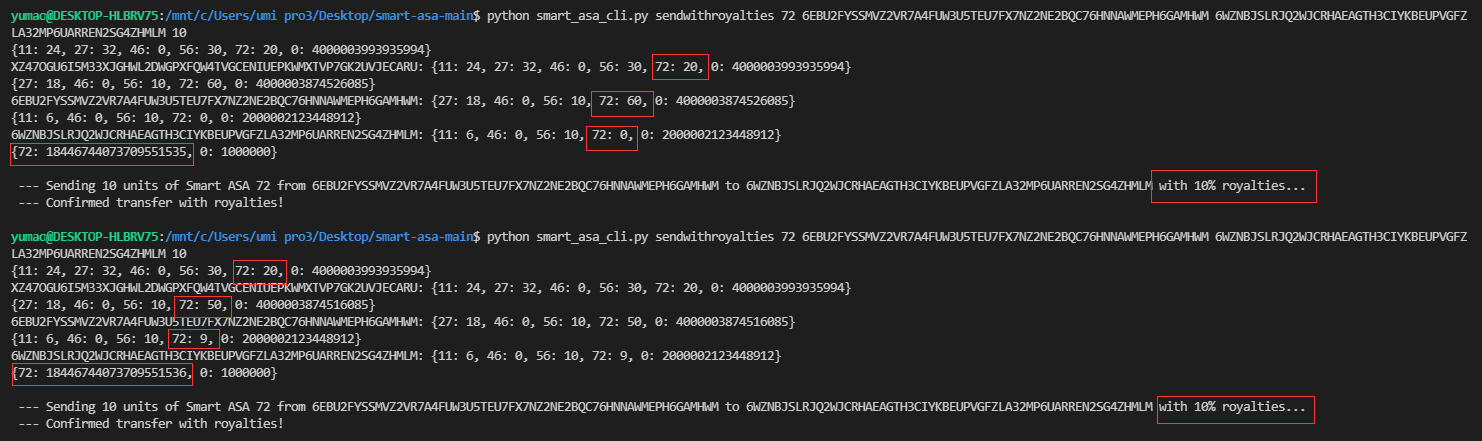 yumao@DESKTOP-HLBRV75:/mnt/c/Users/umi pro3/Desktop/smart-asa-main$ python smart_asa_cli.py sendwithroyalties 72 6EBU2FYSSMVZ2VR7A4FUW3U5TEU7FX7NZ2NE2BQC76HNNAWMEPH6GAMHWM 6WZNBJSLRJQ2WJCRHAEAGTH3CIYKBEUPVGFZ
LA32MP6UARREN2SG4ZHMLM 10
{11: 24, 27: 32, 46: 0, 56: 30, 72: 20, 0: 4000003993935994}
XZ47OGU6I5M33XJGHWL2DWGPXFQW4TVGCENIUEPKWMXTVP7GK2UVJECARU: {11: 24, 27: 32, 46: 0, 56: 30, 72: 20, 0: 4000003993935994}
{27: 18, 46: 0, 56: 10, 72: 60, 0: 4000003874526085}
6EBU2FYSSMVZ2VR7A4FUW3U5TEU7FX7NZ2NE2BQC76HNNAWMEPH6GAMHWM: {27: 18, 46: 0, 56: 10, 72: 60, 0: 4000003874526085}
{11: 6, 46: 0, 56: 10, 72: 0, 0: 2000002123448912}
6WZNBJSLRJQ2WJCRHAEAGTH3CIYKBEUPVGFZLA32MP6UARREN2SG4ZHMLM: {11: 6, 46: 0, 56: 10, 72: 0, 0: 2000002123448912}
{72: 18446744073709551535, 0: 1000000}
--- Sending 10 units of Smart ASA 72 from 6EBU2FYSSMVZ2VR7A4FUW3U5TEU7FX7NZ2NE2BQC76HNNAWMEPH6GAMHWM to 6WZNBJSLRJQ2WJCRHAEAGTH3CIYKBEUPVGFZLA32MP6UARREN2SG4ZHMLM with 10% royalties...
--- Confirmed transfer with royalties!
yumao@DESKTOP-HLBRV75:/mnt/c/Users/umi pro3/Desktop/smart-asa-main$ python smart_asa_cli.py sendwithroyalties 72 6EBU2FYSSMVZ2VR7A4FUW3U5TEU7FX7NZ2NE2BQC76HNNAWMEPH6GAMHWM 6WZNBJSLRJQ2WJCRHAEAGTH3CIYKBEUPVGFZ
LA32MP6UARREN2SG4ZHMLM 10
{11: 24, 27: 32, 46: 0, 56: 30, 72: 20, 0: 4000003993935994}
XZ47OGU6I5M33XJGHWL2DWGPXFQW4TVGCENIUEPKWMXTVP7GK2UVJECARU: {11: 24, 27: 32, 46: 0, 56: 30, 72: 20, 0: 4000003993935994}
{27: 18, 46: 0, 56: 10, 72: 50, 0: 4000003874516085}
6EBU2FYSSMVZ2VR7A4FUW3U5TEU7FX7NZ2NE2BQC76HNNAWMEPH6GAMHWM: {27: 18, 46: 0, 56: 10, 72: 50, 0: 4000003874516085}
{11: 6, 46: 0, 56: 10, 72: 9, 0: 2000002123448912}
6WZNBJSLRJQ2WJCRHAEAGTH3CIYKBEUPVGFZLA32MP6UARREN2SG4ZHMLM: {11: 6, 46: 0, 56: 10, 72: 9, 0: 2000002123448912}
{72: 18446744073709551536, 0: 1000000}
--- Sending 10 units of Smart ASA 72 from 6EBU2FYSSMVZ2VR7A4FUW3U5TEU7FX7NZ2NE2BQC76HNNAWMEPH6GAMHWM to 6WZNBJSLRJQ2WJCRHAEAGTH3CIYKBEUPVGFZLA32MP6UARREN2SG4ZHMLM with 10% royalties...
--- Confirmed transfer with royalties!